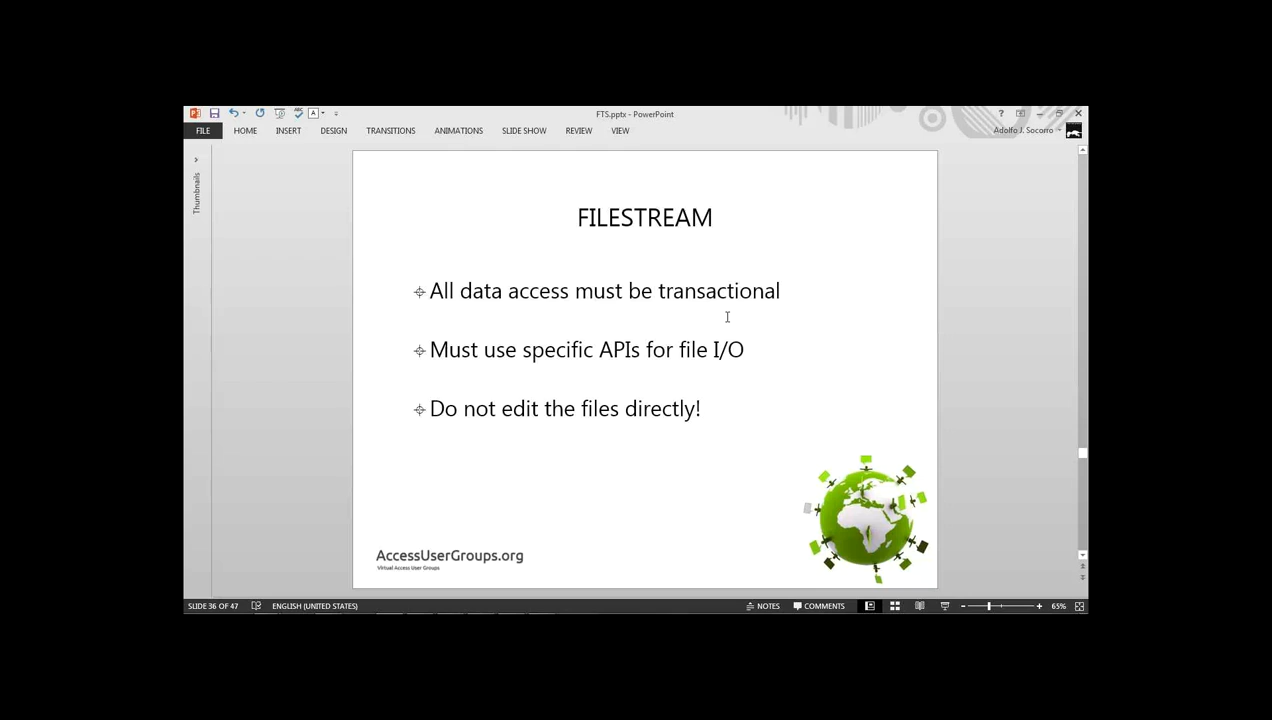 FTS.pptx - PowerPoint
?
FILE HOME INSERT DESIGN TRANSITIONS ANIMATIONS SLIDE SHOW REVIEW VIEW
Adolfo J. Socorro
Thumbnails
FILESTREAM
All data access must be transactional
Must use specific APIs for file I/O
Do not edit the files directly!
AccessUserGroups.org
Virtual Access User Groups
SLIDE 36 OF 47 ENGLISH (UNITED STATES) NOTES COMMENTS 65%